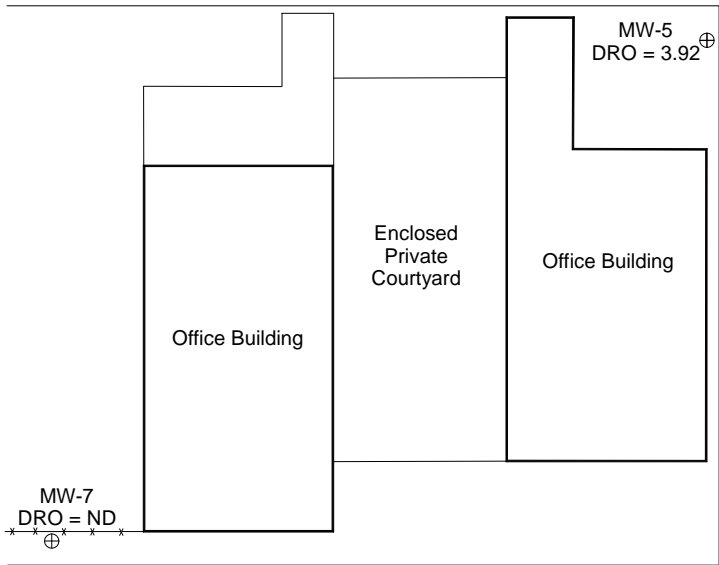 MW-5
DRO = 3.92
Enclosed
Private
Courtyard
Office Building
Office Building
MW-7
DRO = ND